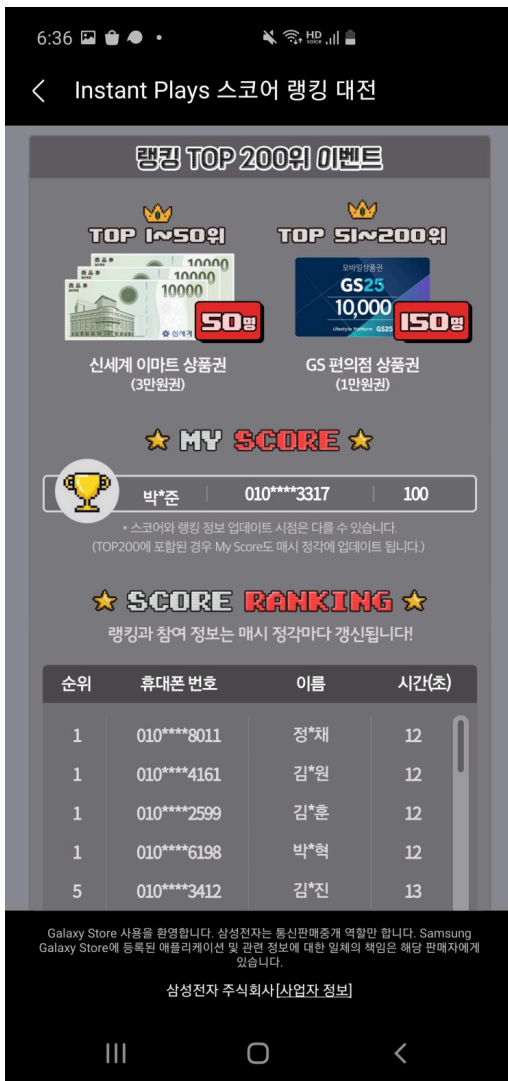 6:36
HD voice
Instant Plays 스코어 랭킹 대전
랭킹 TOP 200위 이벤트
TOP 1~50위
TOP 51~200위
상품권
상품권
상품권
10000
10000
10000
신세계
50명
모바일상품권
GS25
10,000
Lifestyle Platform GS25
150명
신세계 이마트 상품권
(3만원권)
GS 편의점 상품권
(1만원권)
MY SCORE
박*준 010****3317 100
• 스코어와 랭킹 정보 업데이트 시점은 다를 수 있습니다.
(TOP200에 포함된 경우 My Score도 매시 정각에 업데이트 됩니다.)
SCORE RANKING
랭킹과 참여 정보는 매시 정각마다 갱신됩니다!
순위 휴대폰 번호 이름 시간(초)
1 010****8011 정*채 12
1 010****4161 김*원 12
1 010****2599 김*훈 12
1 010****6198 박*혁 12
5 010****3412 김*진 13
Galaxy Store 사용을 환영합니다. 삼성전자는 통신판매중개 역할만 합니다. Samsung
Galaxy Store에 등록된 애플리케이션 및 관련 정보에 대한 일체의 책임은 해당 판매자에게
있습니다.
삼성전자 주식회사[사업자 정보]